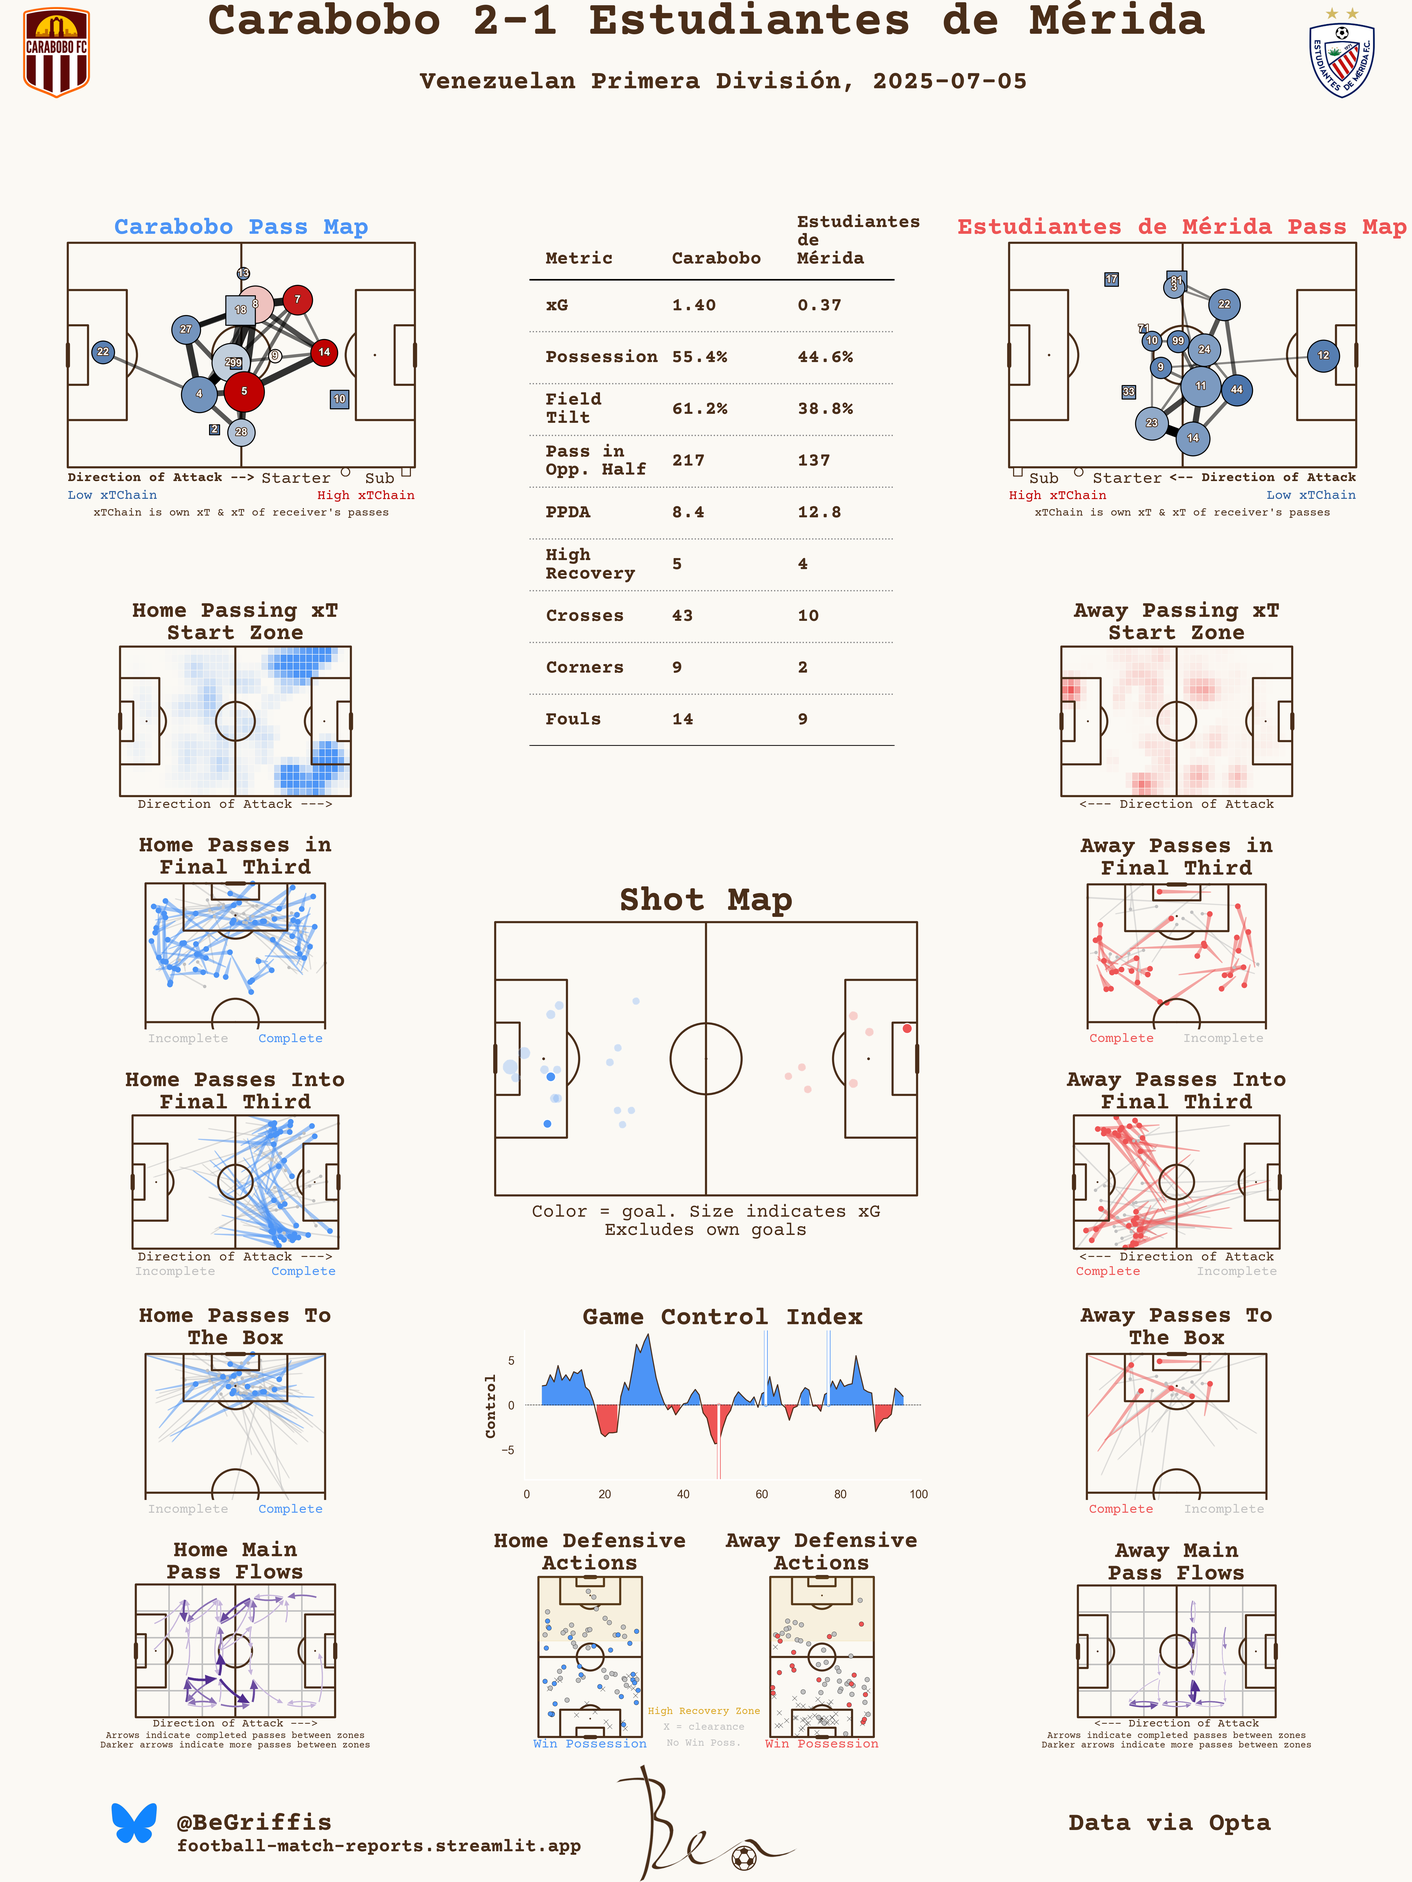 Carabobo 2-1 Estudiantes de Mérida
Venezuelan Primera División, 2025-07-05
CARABOBO FC
ESTUDIANTES DE MÉRIDA F.C.
Carabobo Pass Map
13
8
7
18
27
22
9
14
99
4
5
10
2
28
Direction of Attack --> Starter Sub
Low xTChain High xTChain
xTChain is own xT & xT of receiver's passes
Metric Carabobo Estudiantes
de
Mérida
xG 1.40 0.37
Possession 55.4% 44.6%
Field
Tilt 61.2% 38.8%
Pass in
Opp. Half 217 137
PPDA 8.4 12.8
High
Recovery 5 4
Crosses 43 10
Corners 9 2
Fouls 14 9
Estudiantes de Mérida Pass Map
17
81
3
22
71
10
99
24
12
9
11
44
33
23
14
Sub Starter <-- Direction of Attack
High xTChain Low xTChain
xTChain is own xT & xT of receiver's passes
Home Passing xT
Start Zone
Direction of Attack --->
Away Passing xT
Start Zone
<--- Direction of Attack
Home Passes in
Final Third
Incomplete Complete
Away Passes in
Final Third
Complete Incomplete
Shot Map
Color = goal. Size indicates xG
Excludes own goals
Home Passes Into
Final Third
Direction of Attack --->
Incomplete Complete
Away Passes Into
Final Third
<--- Direction of Attack
Complete Incomplete
Home Passes To
The Box
Incomplete Complete
Game Control Index
Control
5
0
−5
0 20 40 60 80 100
Away Passes To
The Box
Complete Incomplete
Home Main
Pass Flows
Direction of Attack --->
Arrows indicate completed passes between zones
Darker arrows indicate more passes between zones
Home Defensive
Actions
Win Possession
Away Defensive
Actions
Win Possession
High Recovery Zone
X = clearance
No Win Poss.
Away Main
Pass Flows
<--- Direction of Attack
Arrows indicate completed passes between zones
Darker arrows indicate more passes between zones
@BeGriffis
football-match-reports.streamlit.app
Ben
Data via Opta